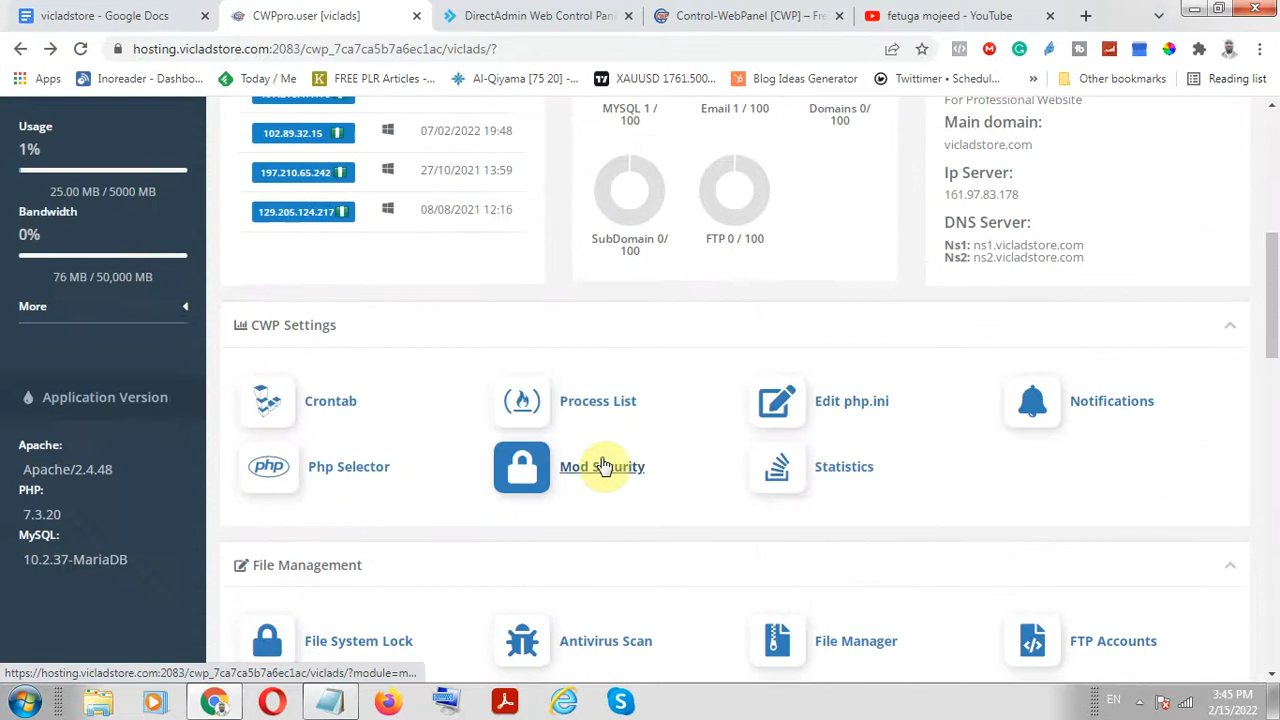 vicladstore - Google Docs
CWPpro.user [viclads]
DirectAdmin Web Control Pan
Control-WebPanel [CWP] – Fre
fetuga mojeed - YouTube
hosting.vicladstore.com:2083/cwp_7ca7ca5b7a6ec1ac/viclads/?
Apps
Inoreader - Dashbo...
Today / Me
FREE PLR Articles -...
Al-Qiyama [75 20] -...
XAUUSD 1761.500...
Blog Ideas Generator
Twittimer • Schedul...
»
Other bookmarks
Reading list
Usage
1%
25.00 MB / 5000 MB
Bandwidth
0%
76 MB / 50,000 MB
More
Application Version
Apache:
Apache/2.4.48
PHP:
7.3.20
MySQL:
10.2.37-MariaDB
102.89.32.15
07/02/2022 19:48
197.210.65.242
27/10/2021 13:59
129.205.124.217
08/08/2021 12:16
MYSQL 1 /
100
Email 1 / 100
Domains 0/
100
SubDomain 0/
100
FTP 0 / 100
For Professional Website
Main domain:
vicladstore.com
Ip Server:
161.97.83.178
DNS Server:
Ns1: ns1.vicladstore.com
Ns2: ns2.vicladstore.com
CWP Settings
Crontab
Process List
Edit php.ini
Notifications
php
Php Selector
Mod Security
Statistics
File Management
File System Lock
Antivirus Scan
File Manager
FTP Accounts
https://hosting.vicladstore.com:2083/cwp_7ca7ca5b7a6ec1ac/viclads/?module=m...
EN
3:45 PM
2/15/2022